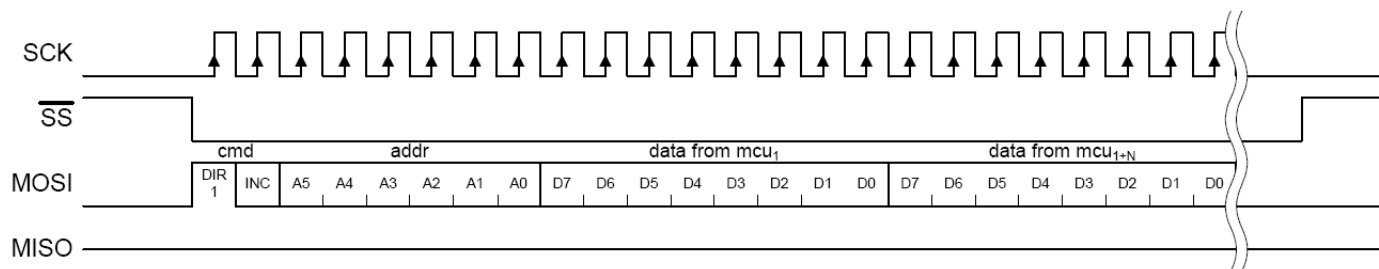 SCK
SS
cmd addr data from mcu1 data from mcu1+N
MOSI DIR 1 INC A5 A4 A3 A2 A1 A0 D7 D6 D5 D4 D3 D2 D1 D0 D7 D6 D5 D4 D3 D2 D1 D0
MISO